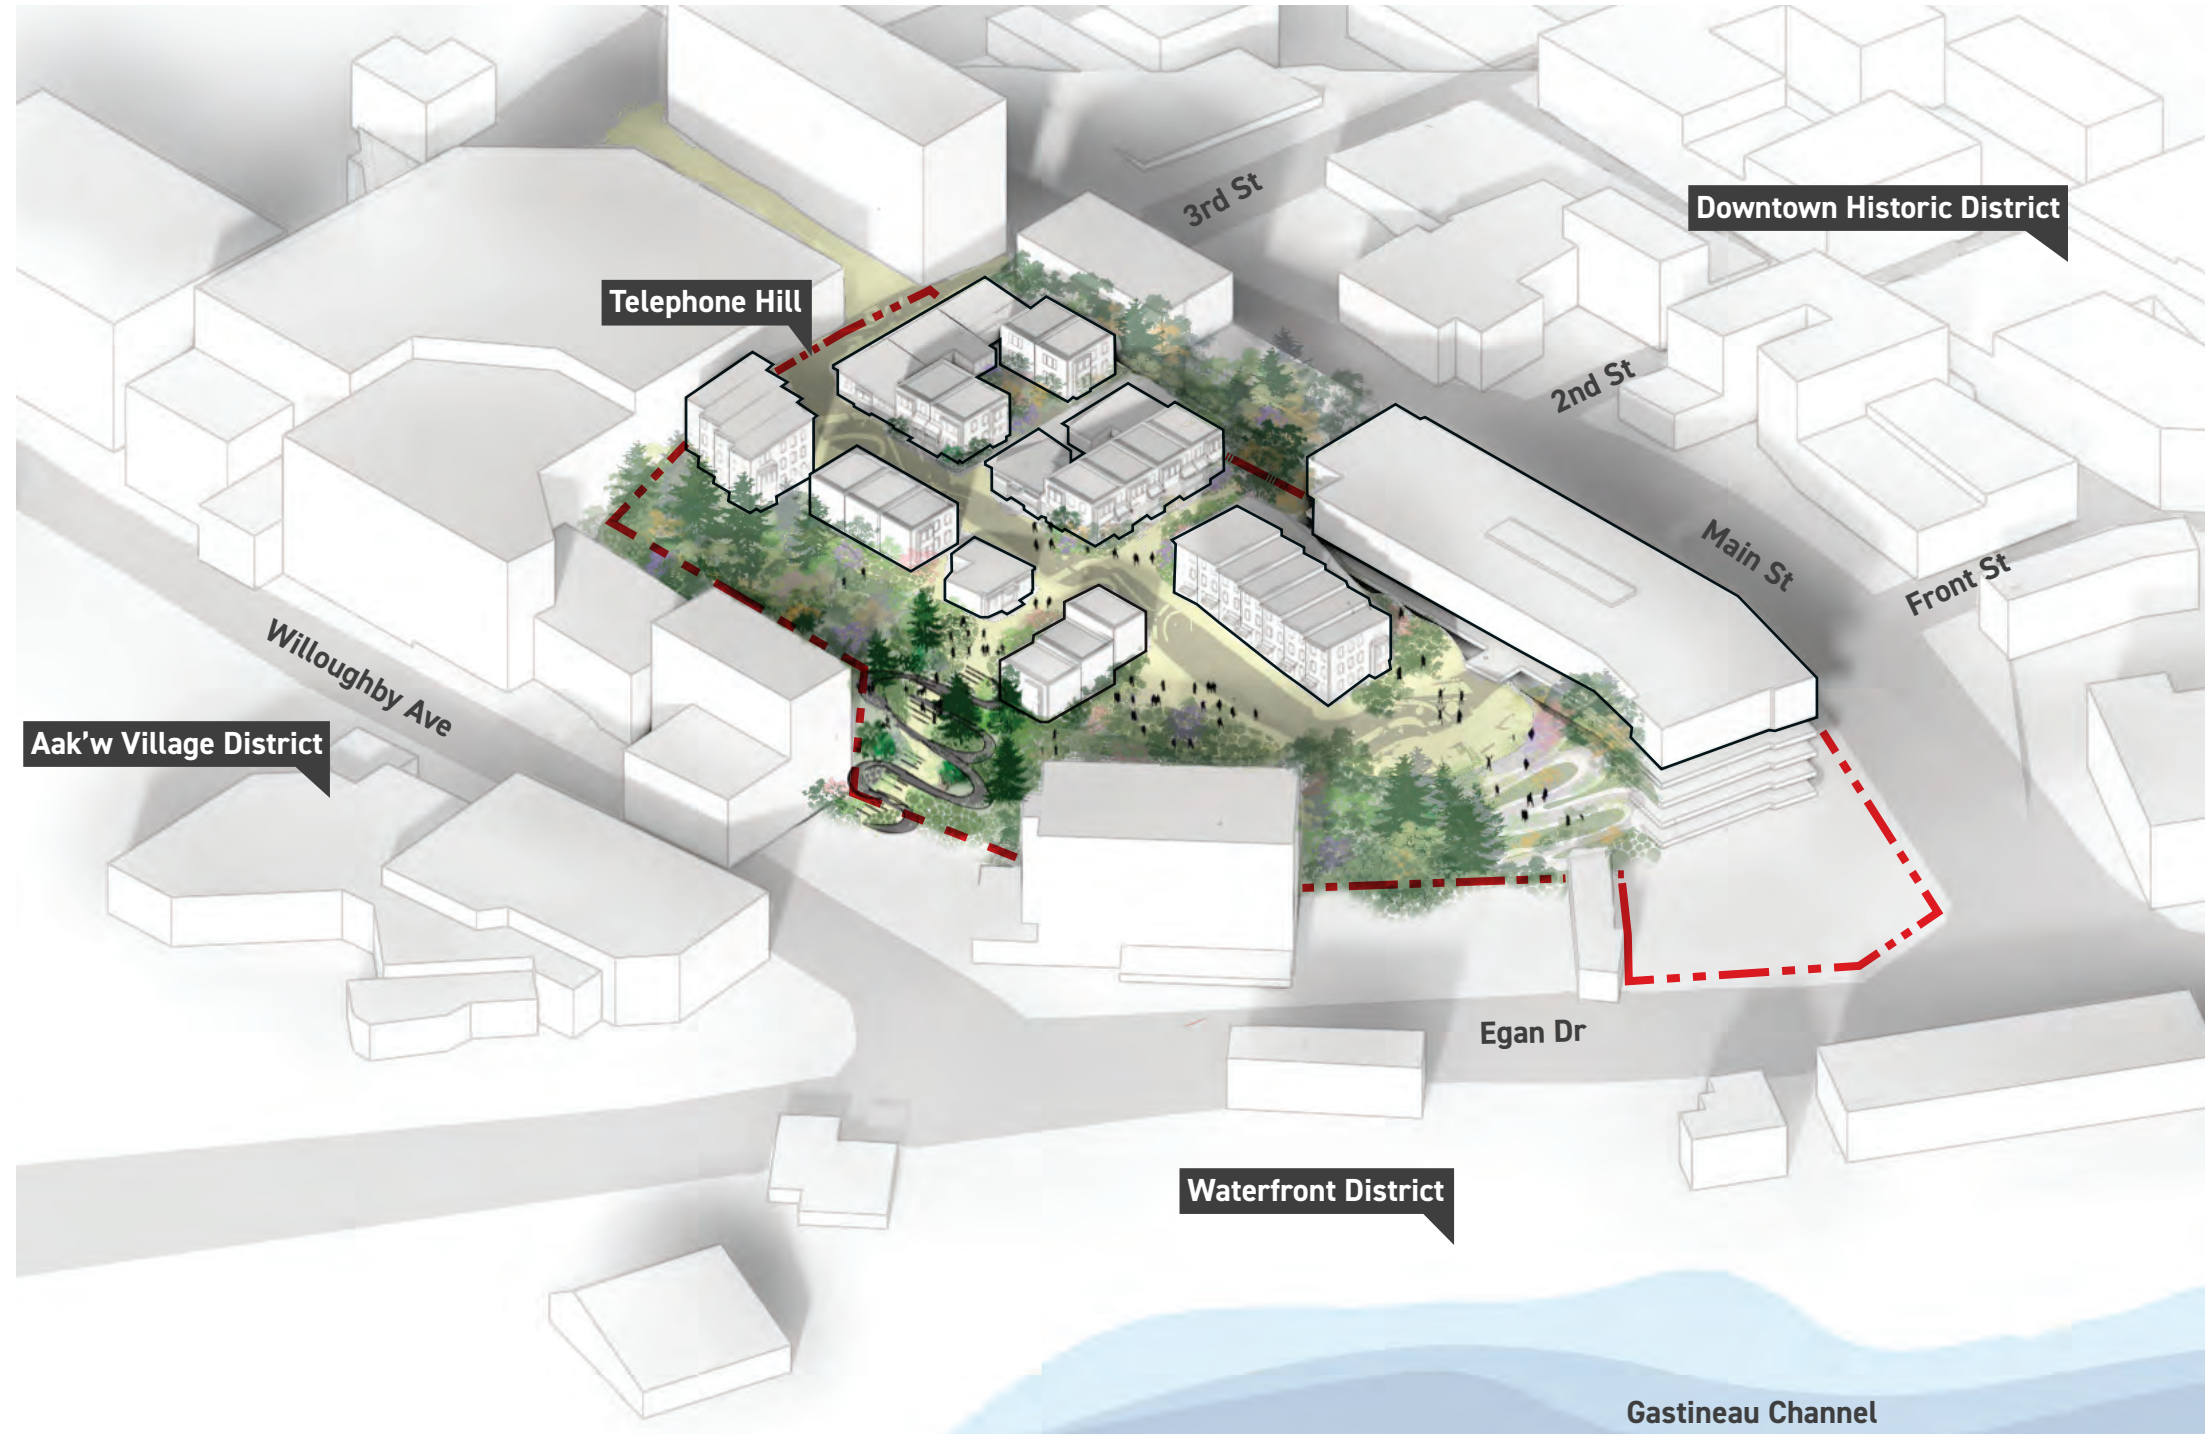 3rd St
Downtown Historic District
Telephone Hill
2nd St
Main St
Front St
Willoughby Ave
Aak’w Village District
Egan Dr
Waterfront District
Gastineau Channel